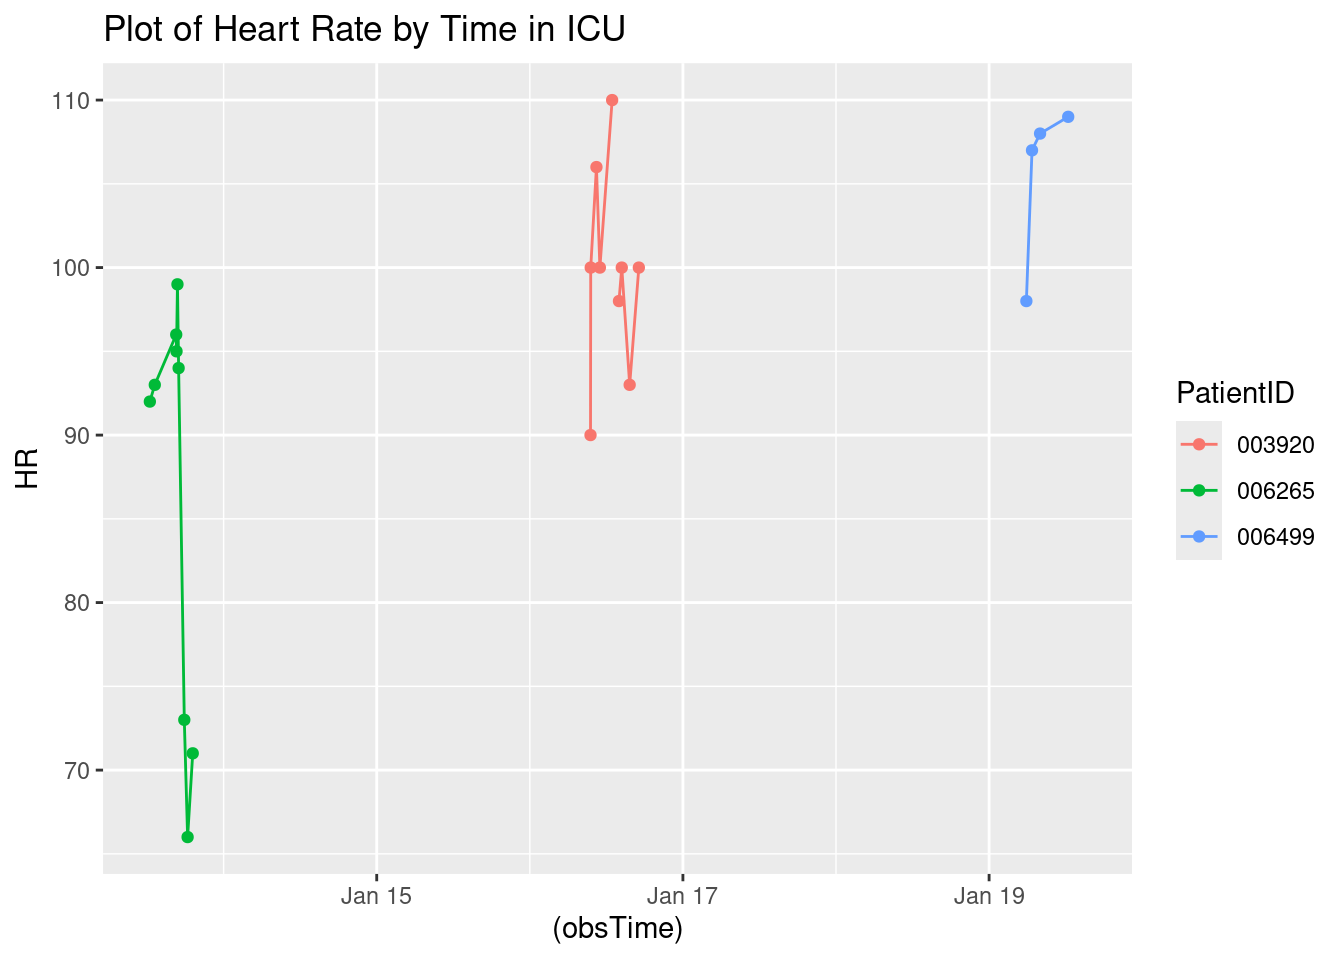 Plot of Heart Rate by Time in ICU
110
100
90
80
70
HR
Jan 15
Jan 17
Jan 19
(obsTime)
PatientID
003920
006265
006499